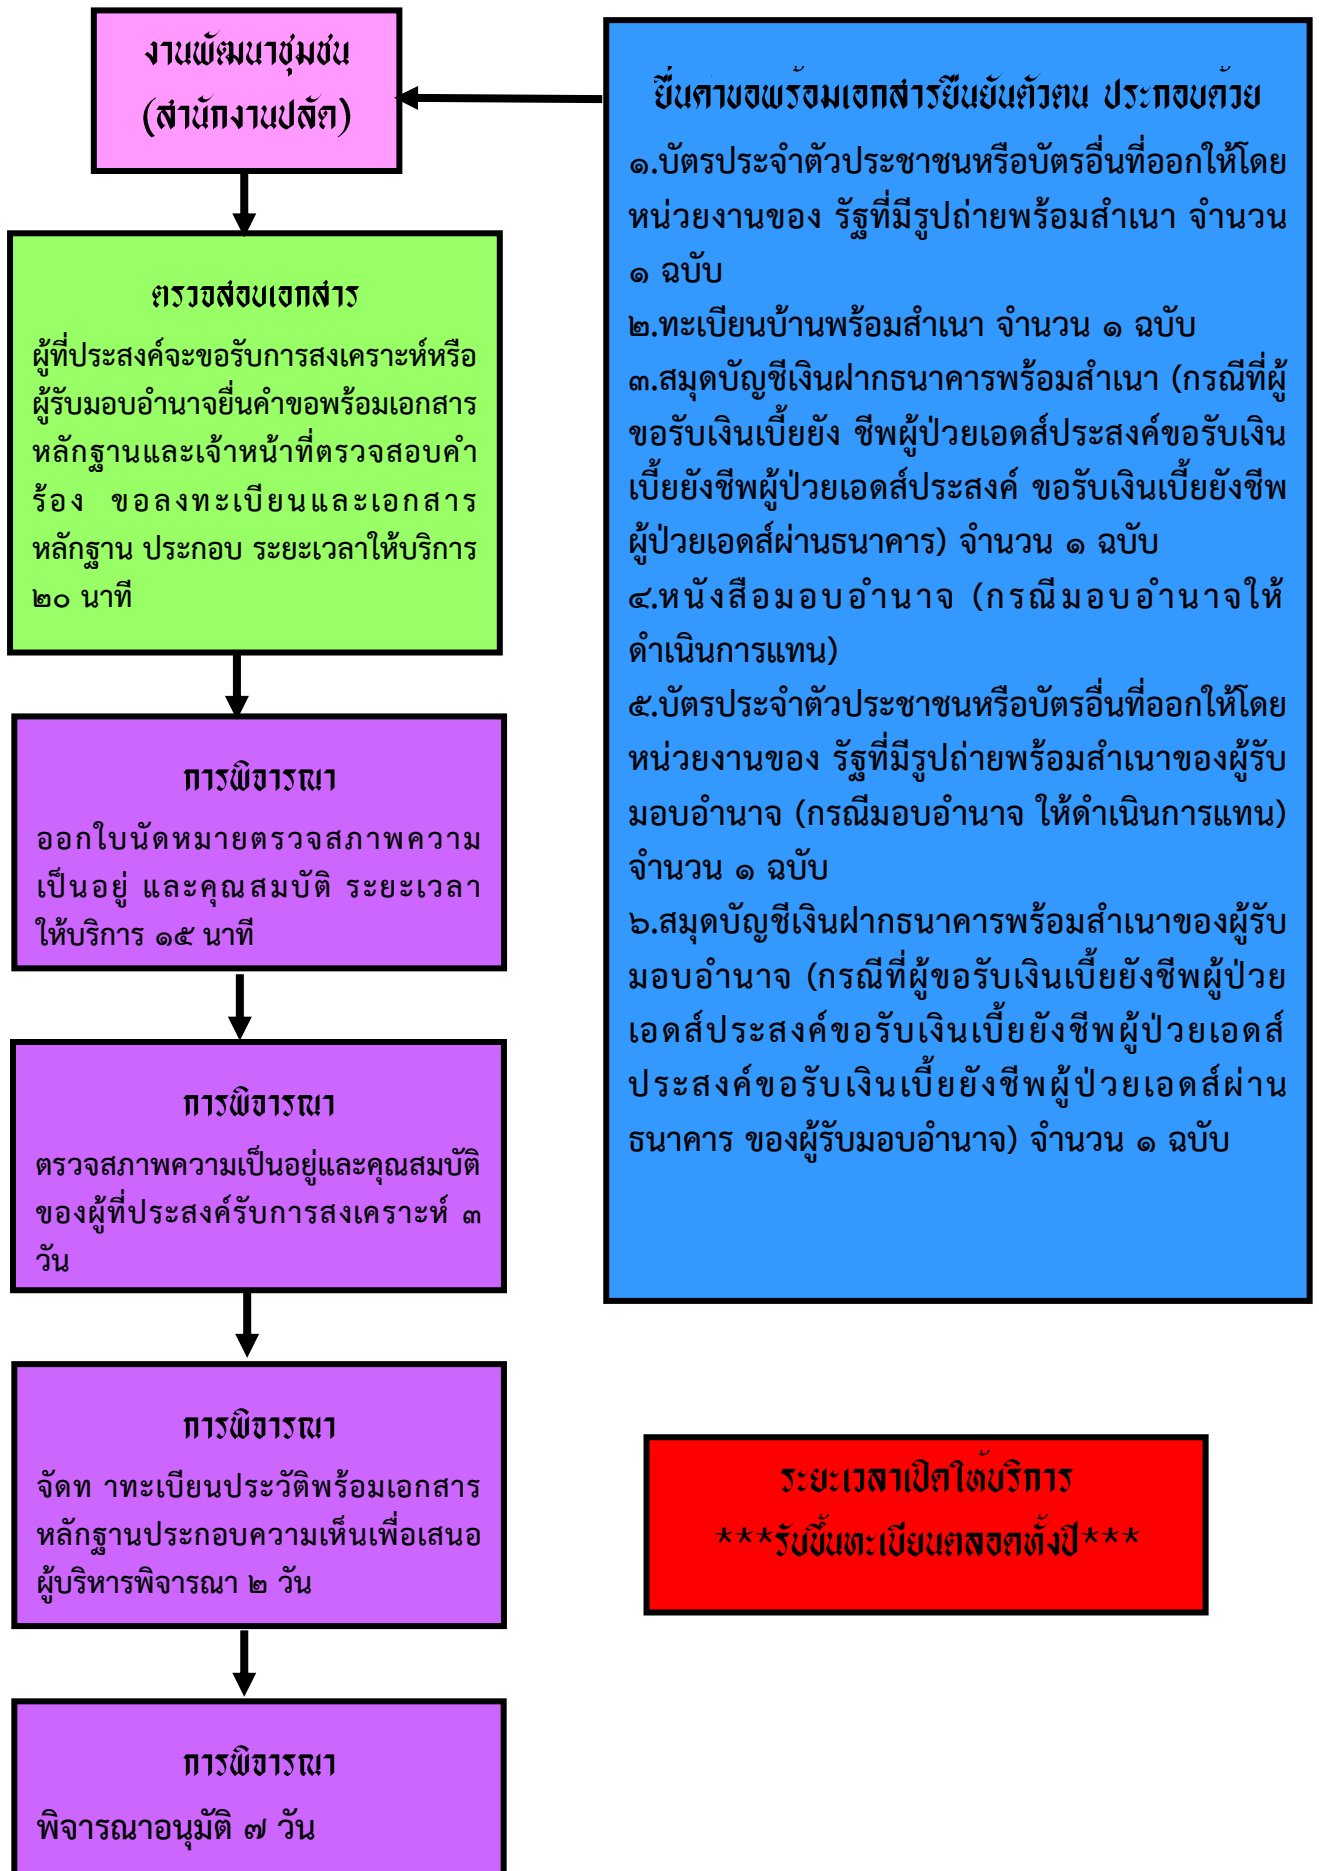 งานพัฒนาชุมชน
(สำนักงานปลัด)
ยื่นคำขอพร้อมเอกสารยืนยันตัวตน ประกอบด้วย
๑.บัตรประจำตัวประชาชนหรือบัตรอื่นที่ออกให้โดย
หน่วยงานของ รัฐที่มีรูปถ่ายพร้อมสำเนา จำนวน
๑ ฉบับ
๒.ทะเบียนบ้านพร้อมสำเนา จำนวน ๑ ฉบับ
๓.สมุดบัญชีเงินฝากธนาคารพร้อมสำเนา (กรณีที่ผู้
ขอรับเงินเบี้ยยัง ชีพผู้ป่วยเอดส์ประสงค์ขอรับเงิน
เบี้ยยังชีพผู้ป่วยเอดส์ประสงค์ ขอรับเงินเบี้ยยังชีพ
ผู้ป่วยเอดส์ผ่านธนาคาร) จำนวน ๑ ฉบับ
๔.หนังสือมอบอำนาจ (กรณีมอบอำนาจให้
ดำเนินการแทน)
๕.บัตรประจำตัวประชาชนหรือบัตรอื่นที่ออกให้โดย
หน่วยงานของ รัฐที่มีรูปถ่ายพร้อมสำเนาของผู้รับ
มอบอำนาจ (กรณีมอบอำนาจ ให้ดำเนินการแทน)
จำนวน ๑ ฉบับ
๖.สมุดบัญชีเงินฝากธนาคารพร้อมสำเนาของผู้รับ
มอบอำนาจ (กรณีที่ผู้ขอรับเงินเบี้ยยังชีพผู้ป่วย
เอดส์ประสงค์ขอรับเงินเบี้ยยังชีพผู้ป่วยเอดส์
ประสงค์ขอรับเงินเบี้ยยังชีพผู้ป่วยเอดส์ผ่าน
ธนาคาร ของผู้รับมอบอำนาจ) จำนวน ๑ ฉบับ
ตรวจสอบเอกสาร
ผู้ที่ประสงค์จะขอรับการสงเคราะห์หรือ
ผู้รับมอบอำนาจยื่นคำขอพร้อมเอกสาร
หลักฐานและเจ้าหน้าที่ตรวจสอบคำ
ร้อง ขอลงทะเบียนและเอกสาร
หลักฐาน ประกอบ ระยะเวลาให้บริการ
๒๐ นาที
การพิจารณา
ออกใบนัดหมายตรวจสภาพความ
เป็นอยู่ และคุณสมบัติ ระยะเวลา
ให้บริการ ๑๕ นาที
การพิจารณา
ตรวจสภาพความเป็นอยู่และคุณสมบัติ
ของผู้ที่ประสงค์รับการสงเคราะห์ ๓
วัน
การพิจารณา
จัดท าทะเบียนประวัติพร้อมเอกสาร
หลักฐานประกอบความเห็นเพื่อเสนอ
ผู้บริหารพิจารณา ๒ วัน
ระยะเวลาเปิดให้บริการ
***รับขึ้นทะเบียนตลอดทั้งปี***
การพิจารณา
พิจารณาอนุมัติ ๗ วัน